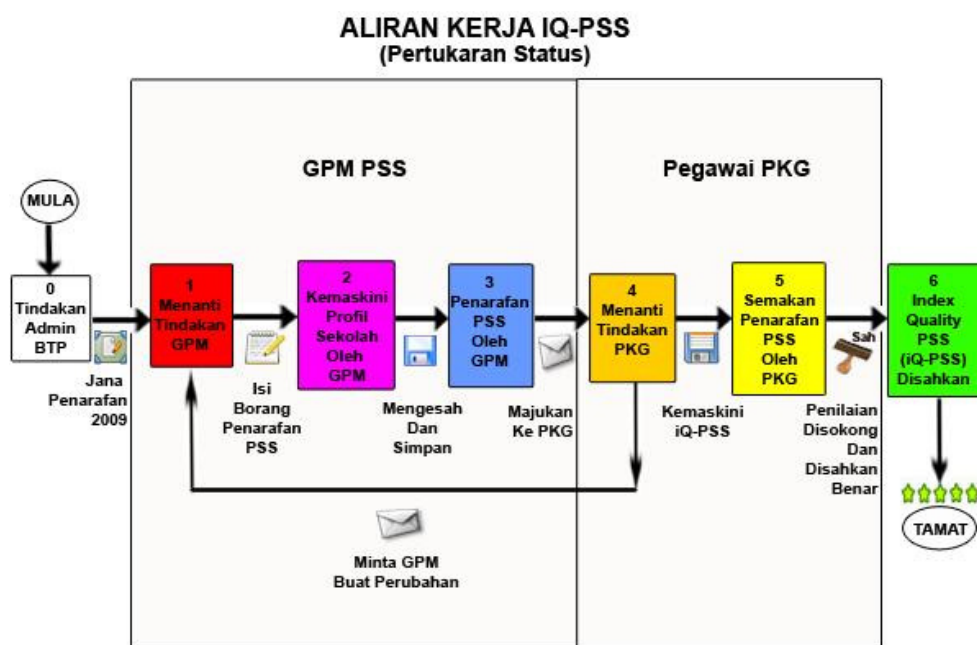 ALIRAN KERJA IQ-PSS
(Pertukaran Status)
GPM PSS
Pegawai PKG
MULA
0
Tindakan
Admin
BTP
Jana
Penarafan
2009
1
Menanti
Tindakan
GPM
Isi
Borang
Penarafan
PSS
2
Kemaskini
Profil
Sekolah
Oleh
GPM
Mengesah
Dan
Simpan
3
Penarafan
PSS
Oleh
GPM
Majukan
Ke PKG
4
Menanti
Tindakan
PKG
Kemaskini
iQ-PSS
5
Semakan
Penarafan
PSS
Oleh
PKG
Sah
Penilaian
Disokong
Dan
Disahkan
Benar
6
Index
Quality
PSS
(iQ-PSS)
Disahkan
TAMAT
Minta GPM
Buat Perubahan